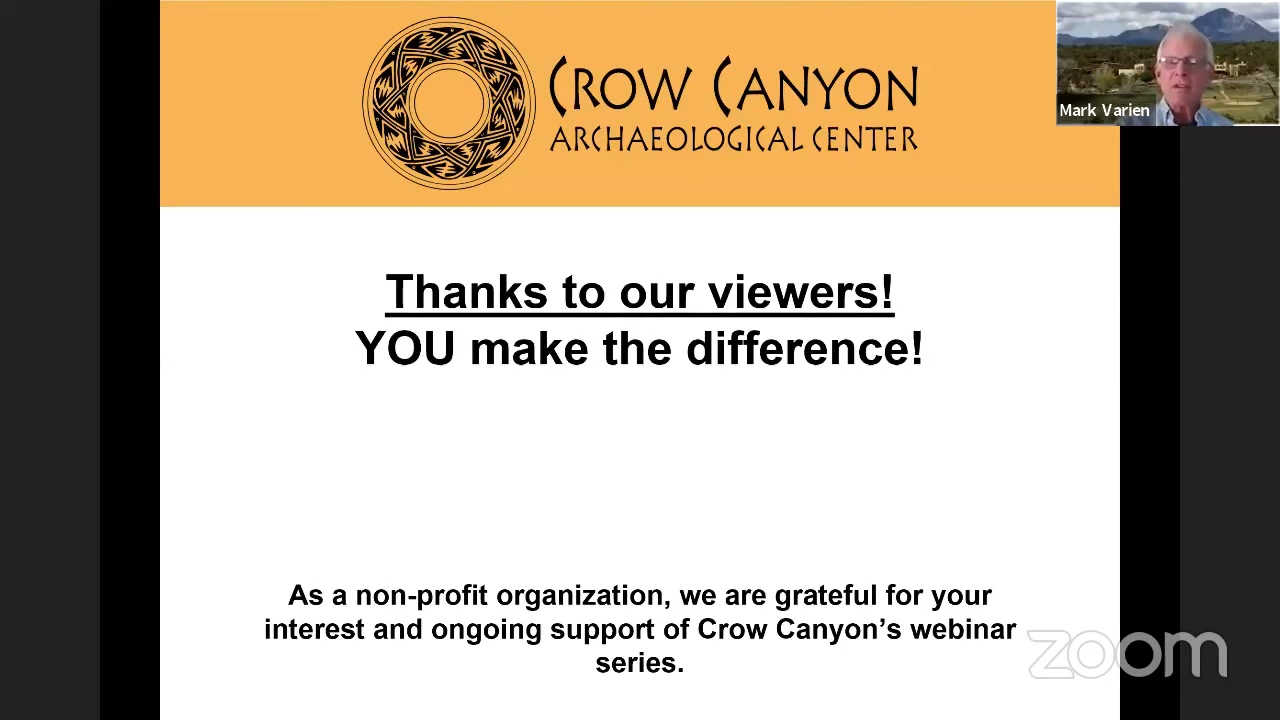 CROW CANYON
ARCHAEOLOGICAL CENTER
Mark Varien
Thanks to our viewers!
YOU make the difference!
As a non-profit organization, we are grateful for your
interest and ongoing support of Crow Canyon’s webinar
series.
zoom